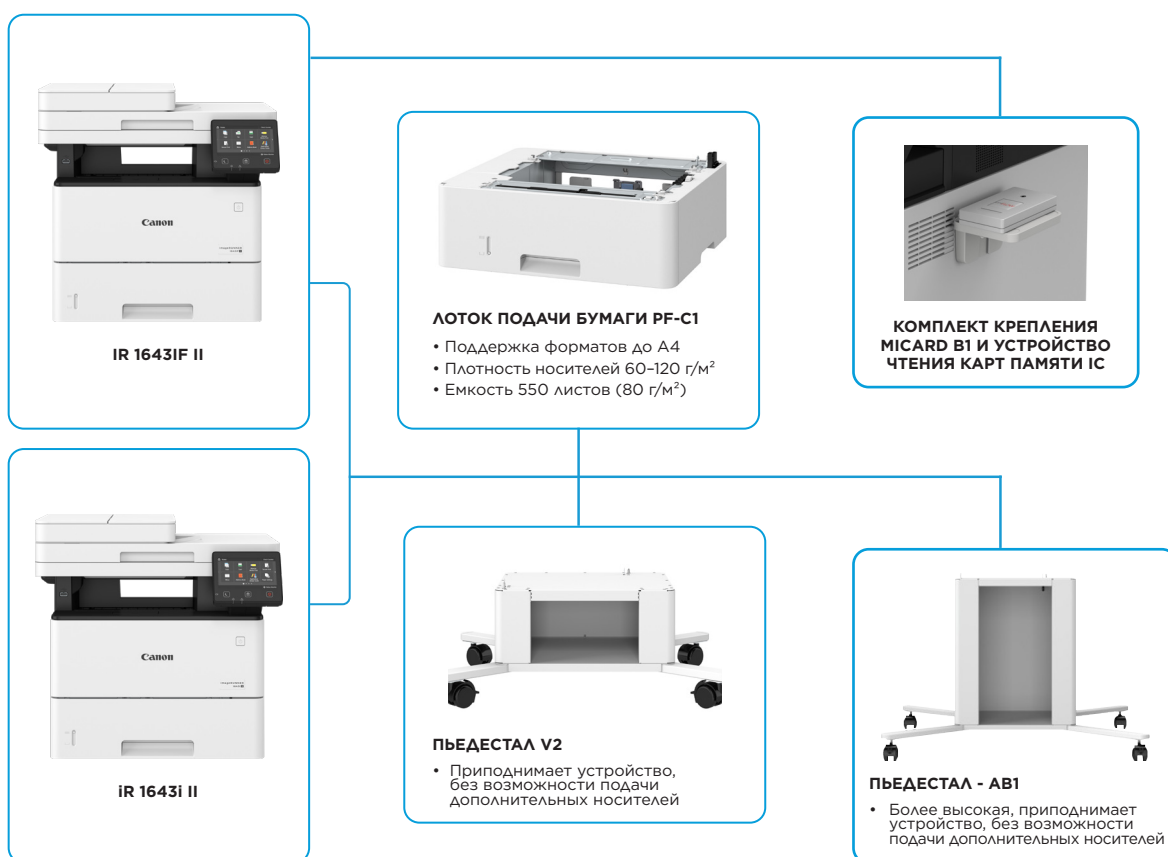 Canon
IR 1643IF II
ЛОТОК ПОДАЧИ БУМАГИ PF-C1
• Поддержка форматов до A4
• Плотность носителей 60–120 г/м²
• Емкость 550 листов (80 г/м²)
КОМПЛЕКТ КРЕПЛЕНИЯ
MICARD B1 И УСТРОЙСТВО
ЧТЕНИЯ КАРТ ПАМЯТИ IC
Canon
iR 1643i II
ПЬЕДЕСТАЛ V2
• Приподнимает устройство,
без возможности подачи
дополнительных носителей
ПЬЕДЕСТАЛ - AB1
• Более высокая, приподнимает
устройство, без возможности
подачи дополнительных носителей